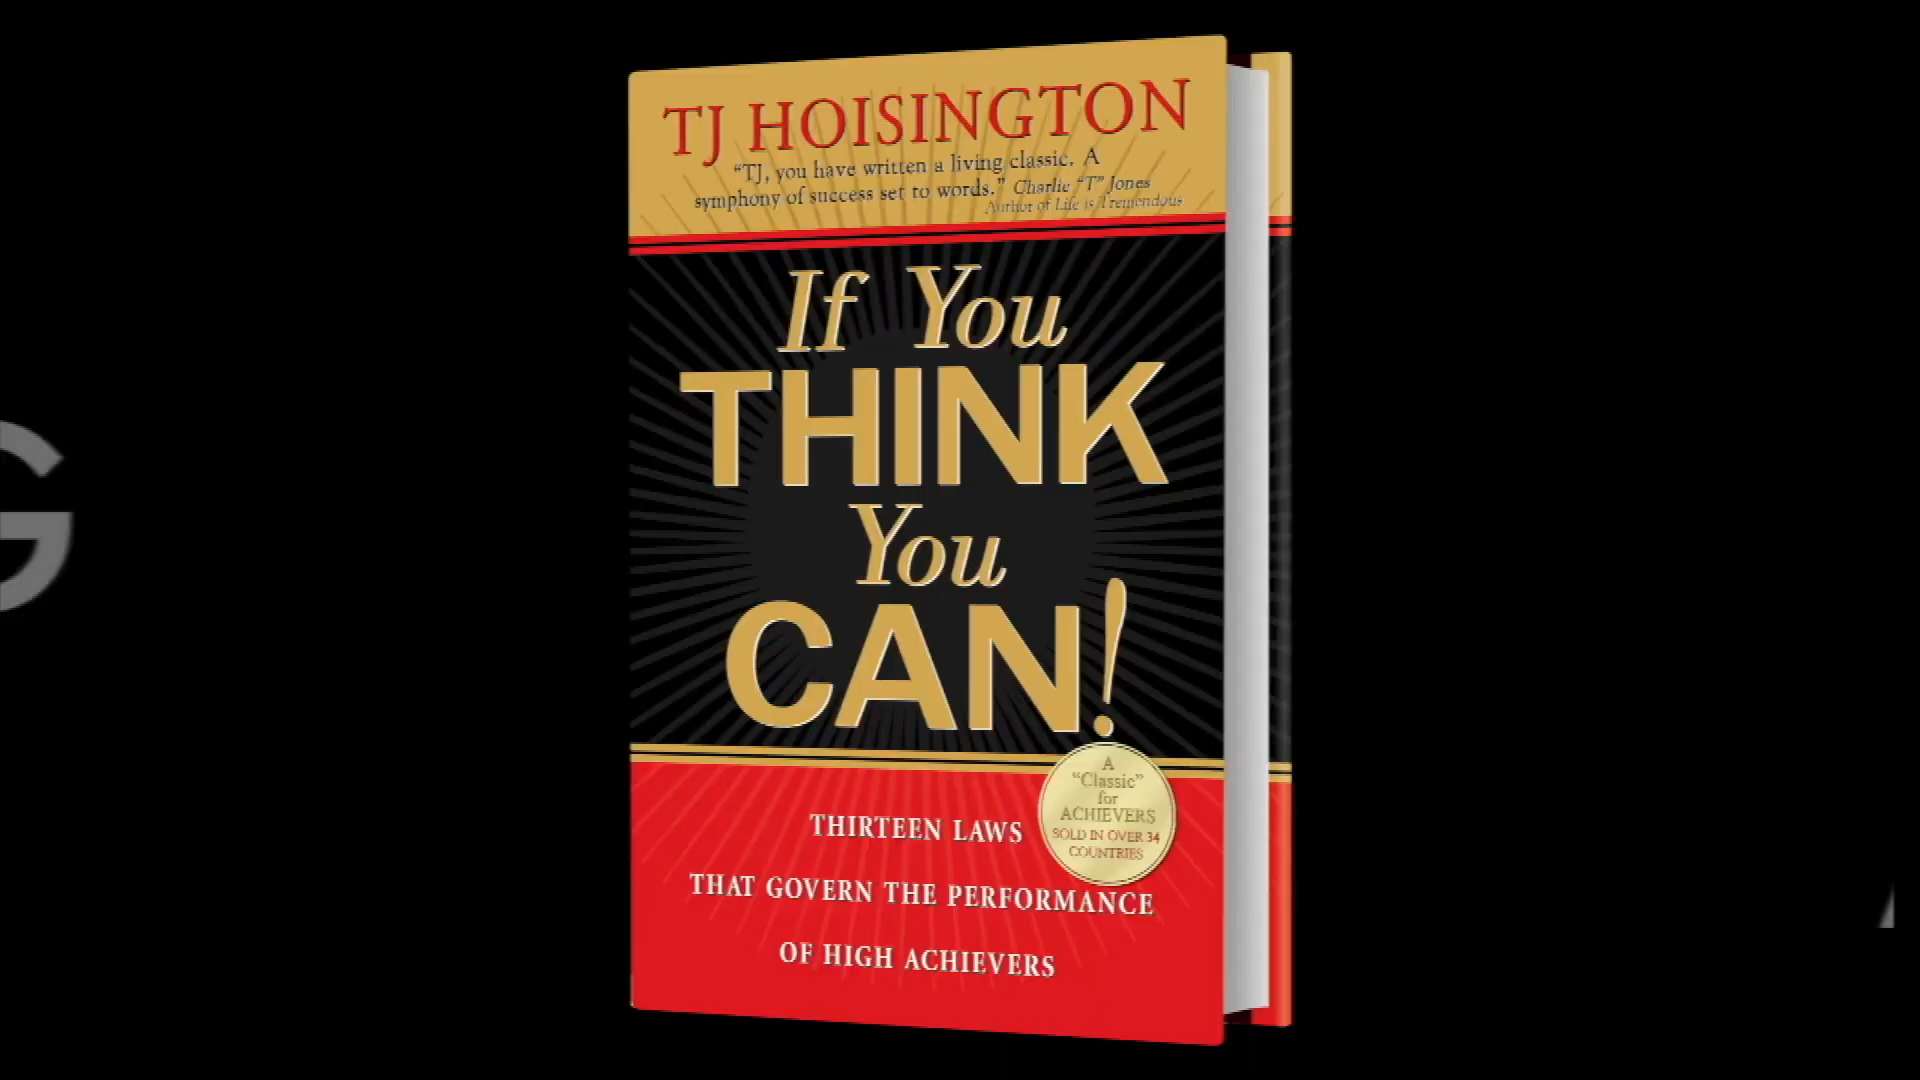 TJ HOISINGTON
“TJ, you have written a living classic. A
symphony of success set to words.” Charlie “T” Jones
Author of Life is Tremendous
If You
THINK
You
CAN!
A
“Classic”
for
ACHIEVERS
SOLD IN OVER 34
COUNTRIES
THIRTEEN LAWS
THAT GOVERN THE PERFORMANCE
OF HIGH ACHIEVERS
G